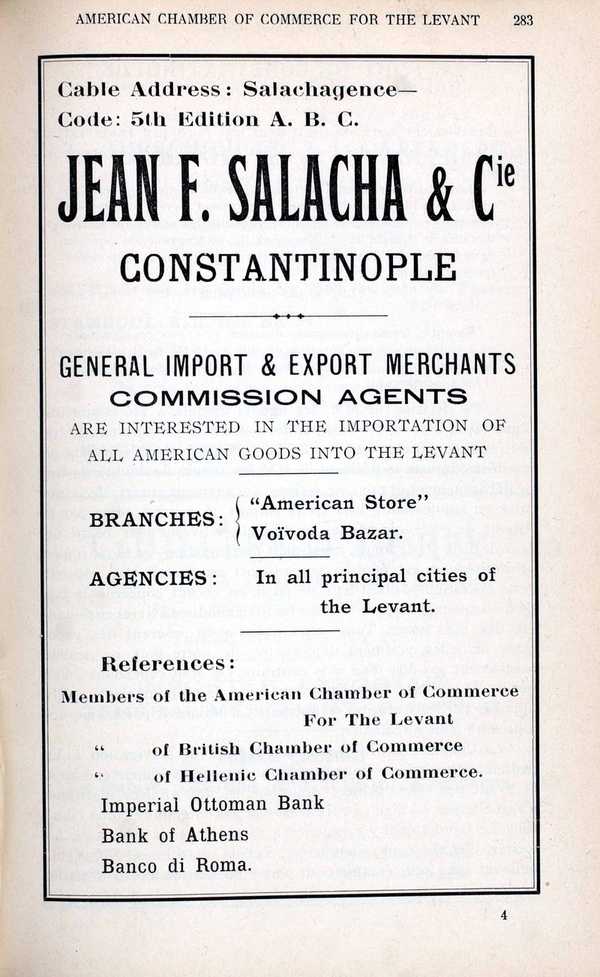 AMERICAN CHAMBER OF COMMERCE FOR THE LEVANT 283
Cable Address: Salachagence—
Code: 5th Edition A. B. C.
JEAN F. SALACHA & Cie
CONSTANTINOPLE
GENERAL IMPORT & EXPORT MERCHANTS
COMMISSION AGENTS
ARE INTERESTED IN THE IMPORTATION OF
ALL AMERICAN GOODS INTO THE LEVANT
BRANCHES: { "American Store"
Voïvoda Bazar.
AGENCIES: In all principal cities of
the Levant.
References:
Members of the American Chamber of Commerce
For The Levant
“ of British Chamber of Commerce
“ of Hellenic Chamber of Commerce.
Imperial Ottoman Bank
Bank of Athens
Banco di Roma.
4